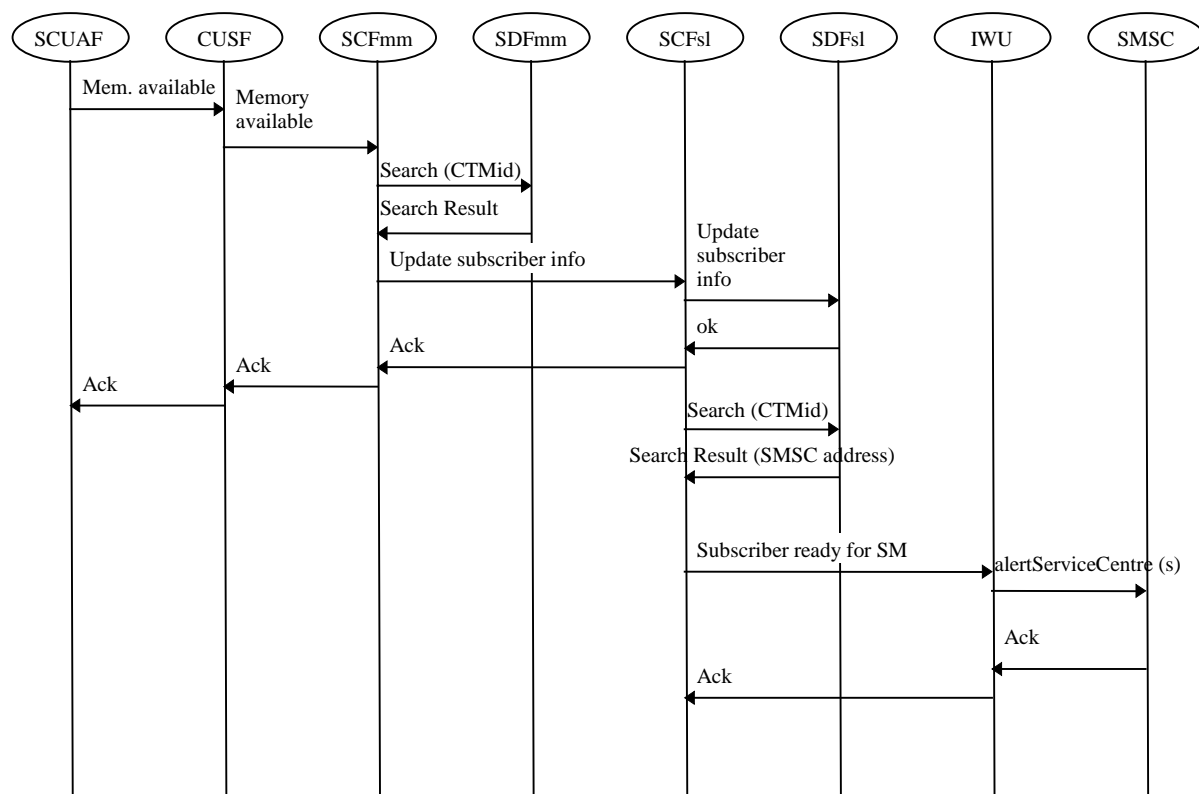 SCUAF CUSF SCFmm SDFmm SCFsl SDFsl IWU SMSC
Mem. available
Memory
available
Search (CTMid)
Search Result
Update
subscriber
info
Update subscriber info
ok
Ack
Ack
Ack
Search (CTMid)
Search Result (SMSC address)
Subscriber ready for SM
alertServiceCentre (s)
Ack
Ack